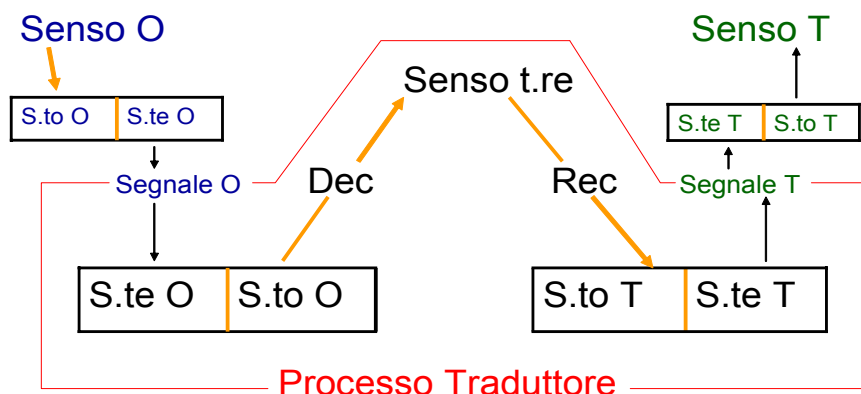 Senso O
Senso T
Senso t.re
S.to O
S.te O
S.te T
S.to T
Segnale O
Dec
Rec
Segnale T
S.te O
S.to O
S.to T
S.te T
Processo Traduttore